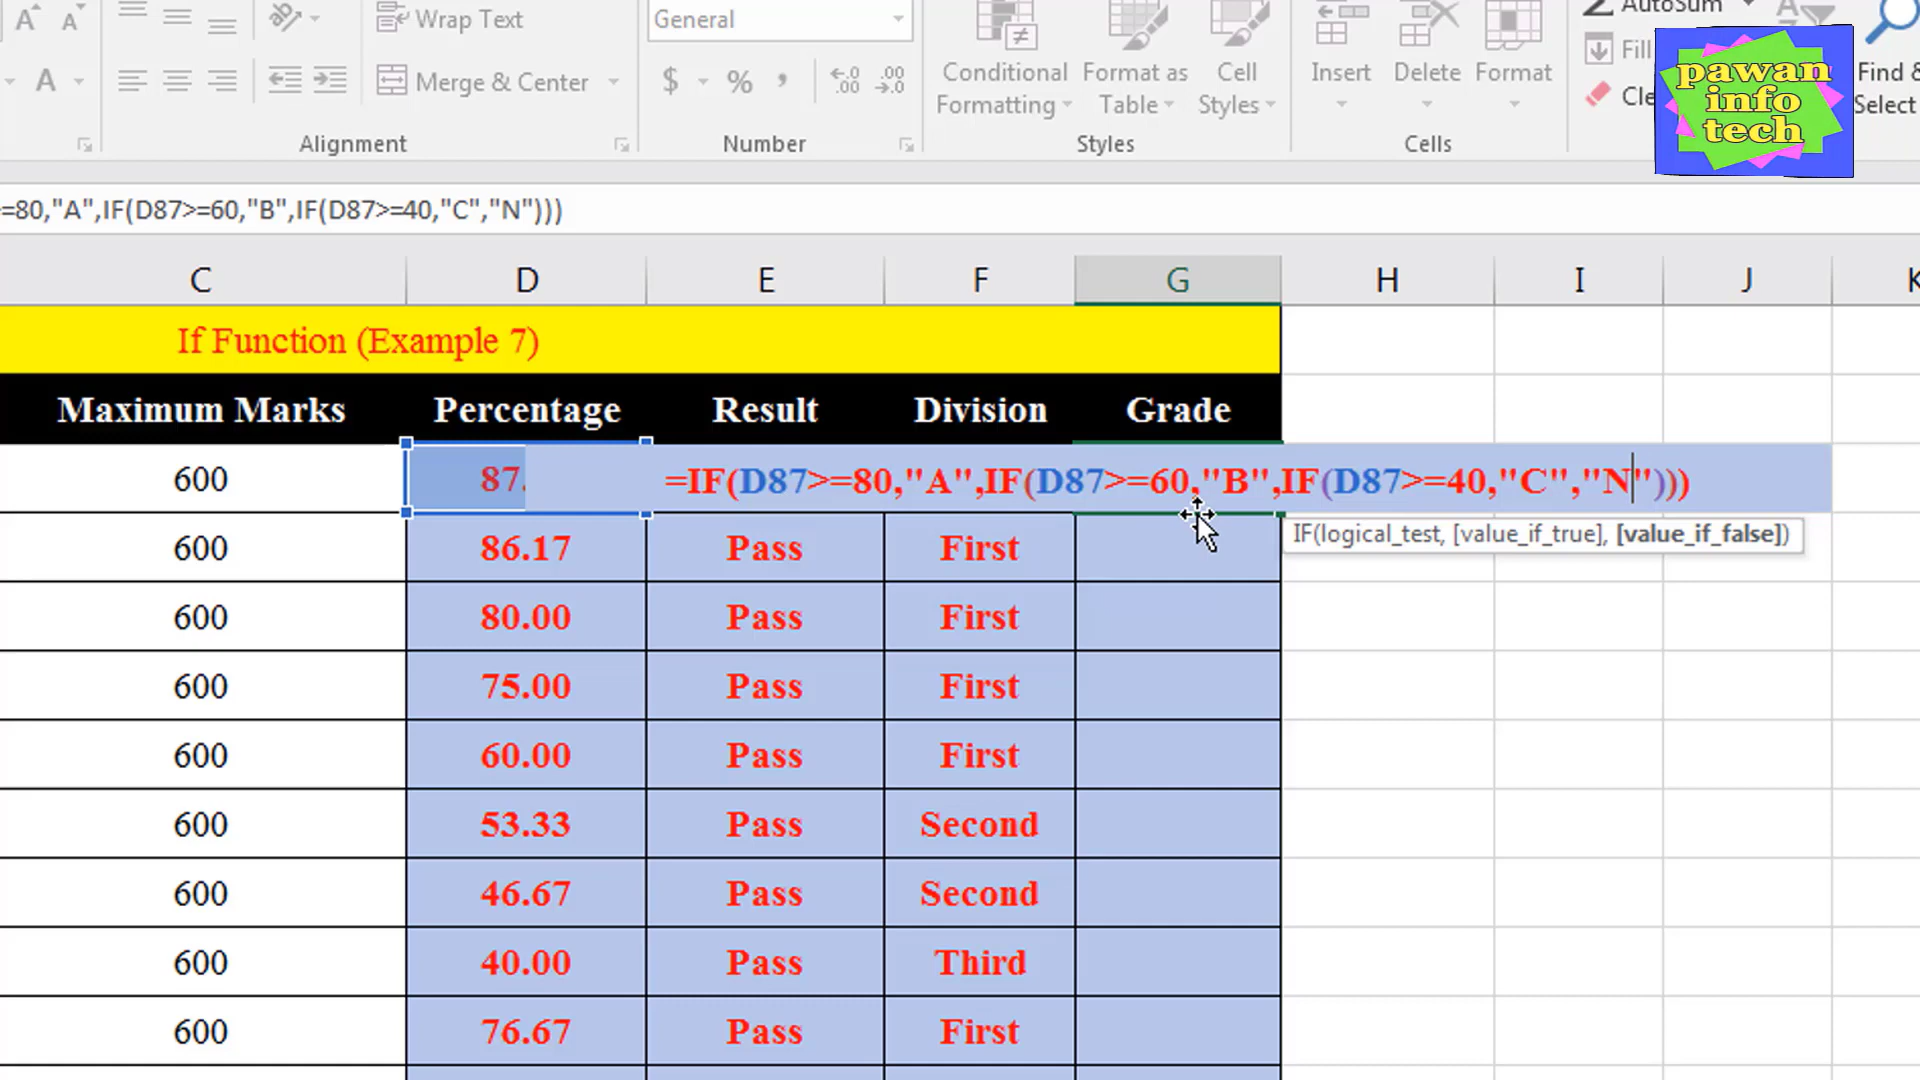 Wrap Text
General
AutoSum
Fill
Merge & Center
$ % ,
Conditional Formatting
Format as Table
Cell Styles
Insert
Delete
Format
Find &
Select
pawan
info
tech
Alignment
Number
Styles
Cells
=80,"A",IF(D87>=60,"B",IF(D87>=40,"C","N")))
C D E F G H I J
If Function (Example 7)
Maximum Marks Percentage Result Division Grade
600 87. =IF(D87>=80,"A",IF(D87>=60,"B",IF(D87>=40,"C","N")))
IF(logical_test, [value_if_true], [value_if_false])
600 86.17 Pass First
600 80.00 Pass First
600 75.00 Pass First
600 60.00 Pass First
600 53.33 Pass Second
600 46.67 Pass Second
600 40.00 Pass Third
600 76.67 Pass First